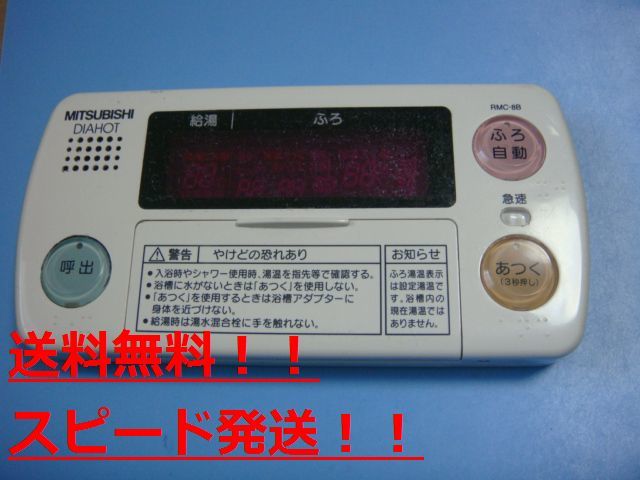 MITSUBISHI
DIAHOT
給湯
ふろ
RMC-8B
ふろ
自動
急速
呼出
あつく
(3秒押し)
⚠警告 やけどの恐れあり
●入浴時やシャワー使用時、湯温を指先等で確認する。
●浴槽に水がないときは「あつく」を使用しない。
●「あつく」を使用するときは浴槽アダプターに
身体を近づけない。
●給湯時は湯水混合栓に手を触れない。
お知らせ
ふろ湯温表示
は設定湯温で
す。浴槽内の
現在湯温では
ありません。
送料無料！！
スピード発送！！